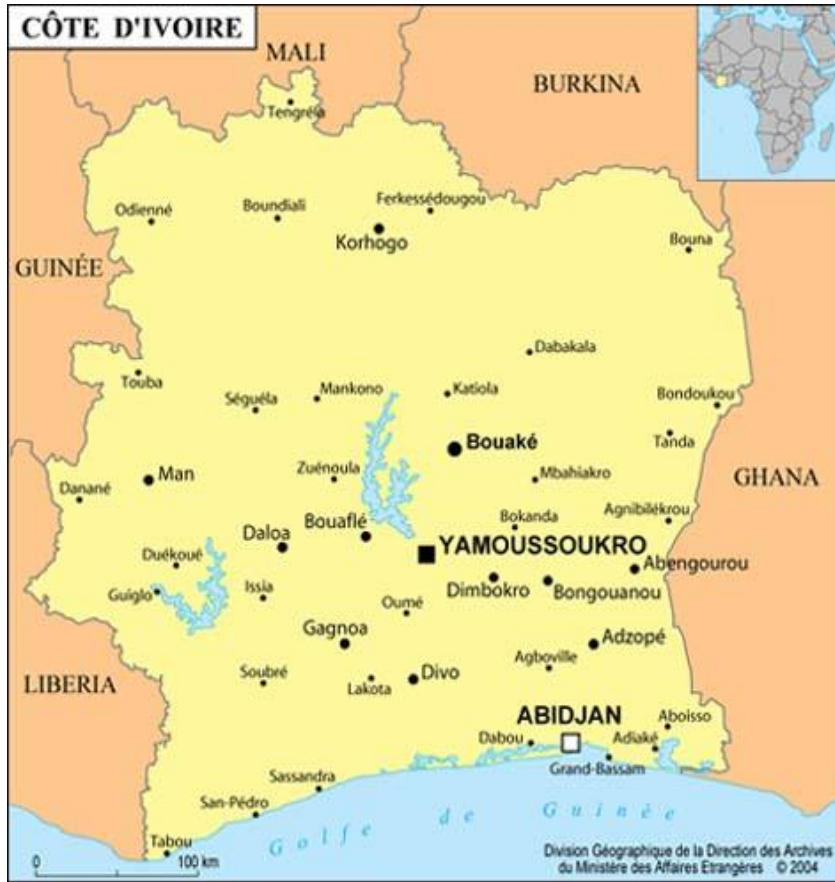 CÔTE D'IVOIRE
MALI
BURKINA
Tengréla
Odienné
Boundiali
Ferkessédougou
Korhogo
Bouna
GUINÉE
Dabakala
Touba
Séguéla
Mankono
Katiola
Bondoukou
Bouaké
Tanda
Man
Zuénoula
Mbahiakro
GHANA
Danané
Bokanda
Agnibilékrou
Daloa
Bouaflé
YAMOUSSOUKRO
Duékoué
Abengourou
Guiglo
Issia
Oumé
Dimbokro
Bongouanou
Gagnoa
Adzopé
LIBERIA
Soubré
Lakota
Divo
Agboville
ABIDJAN
Aboisso
Dabou
Adiaké
Grand-Bassam
Sassandra
San-Pédro
Golfe de Guinée
Tabou
0 100 km
Division Géographique de la Direction des Archives
du Ministère des Affaires Etrangères © 2004